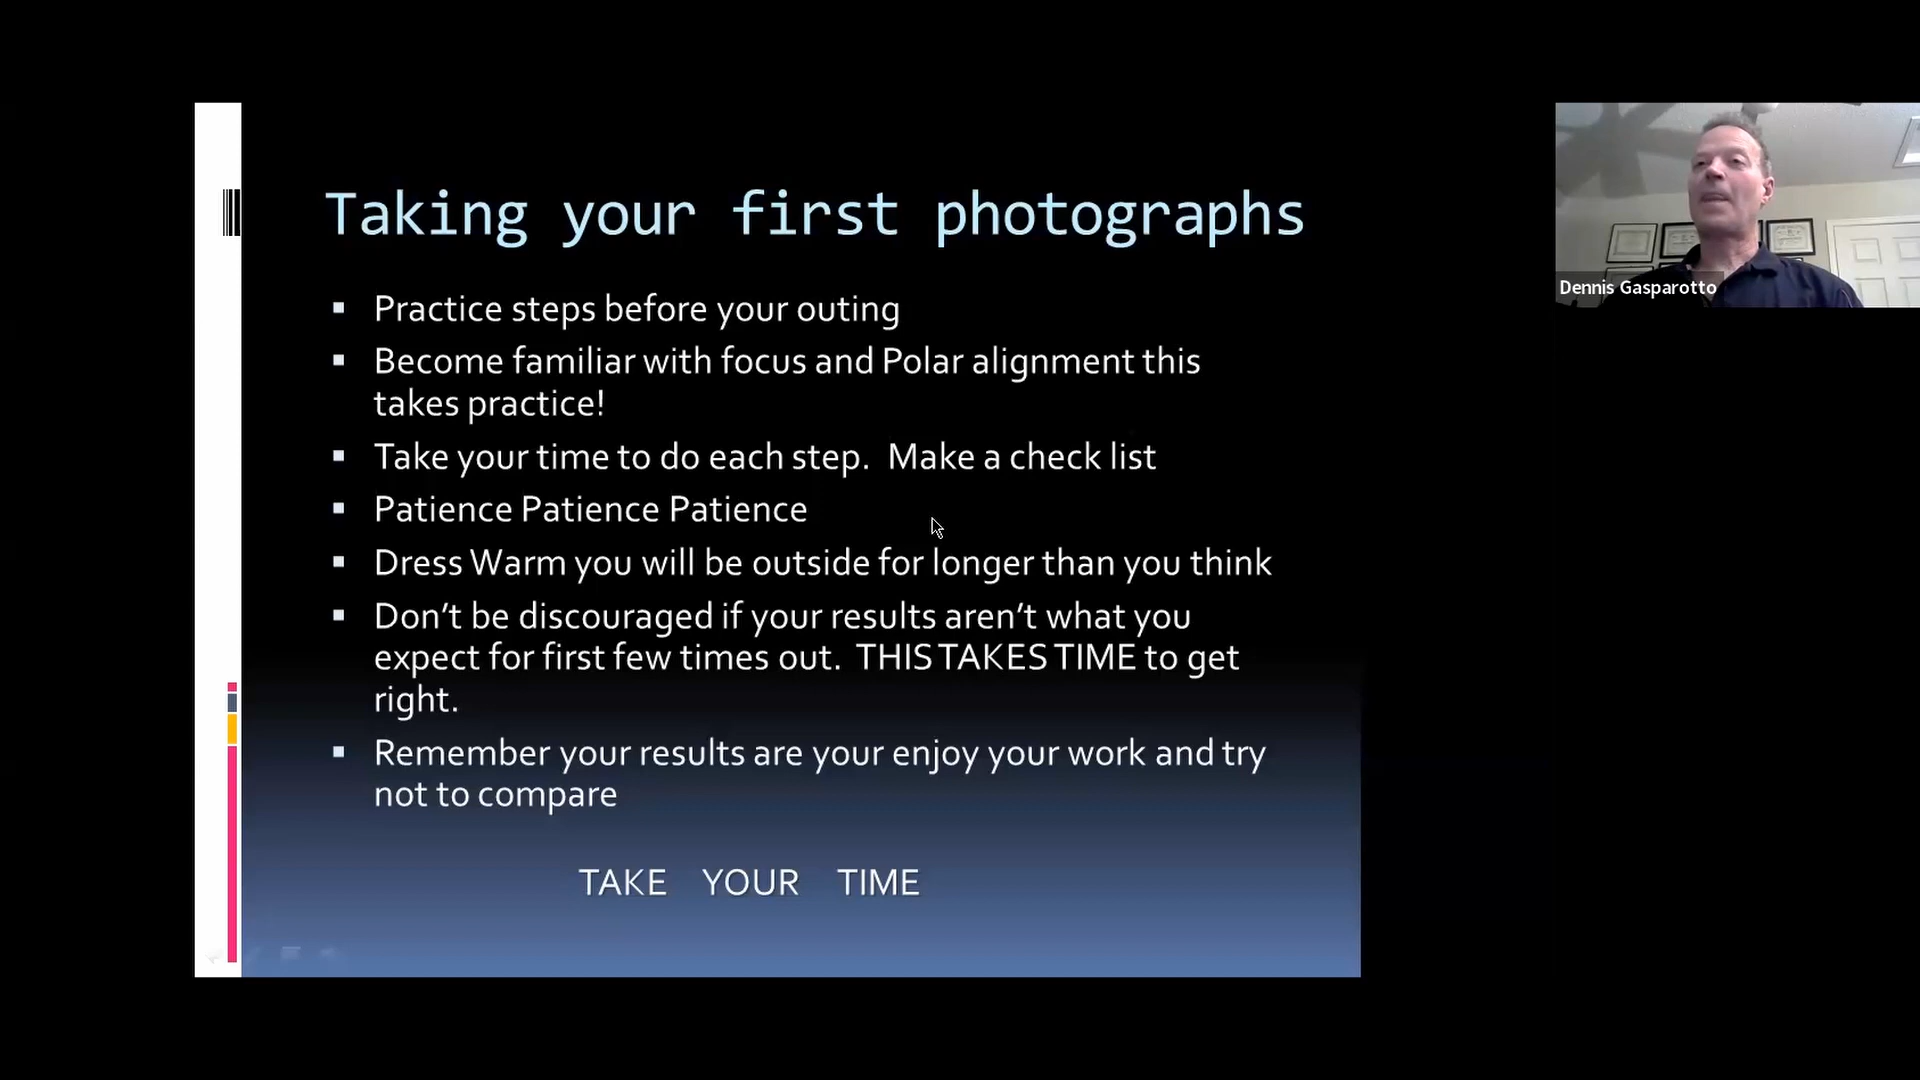 Taking your first photographs
Practice steps before your outing
Become familiar with focus and Polar alignment this
takes practice!
Take your time to do each step.  Make a check list
Patience Patience Patience
Dress Warm you will be outside for longer than you think
Don’t be discouraged if your results aren’t what you
expect for first few times out.  THIS TAKES TIME to get
right.
Remember your results are your enjoy your work and try
not to compare
TAKE YOUR TIME
Dennis Gasparotto